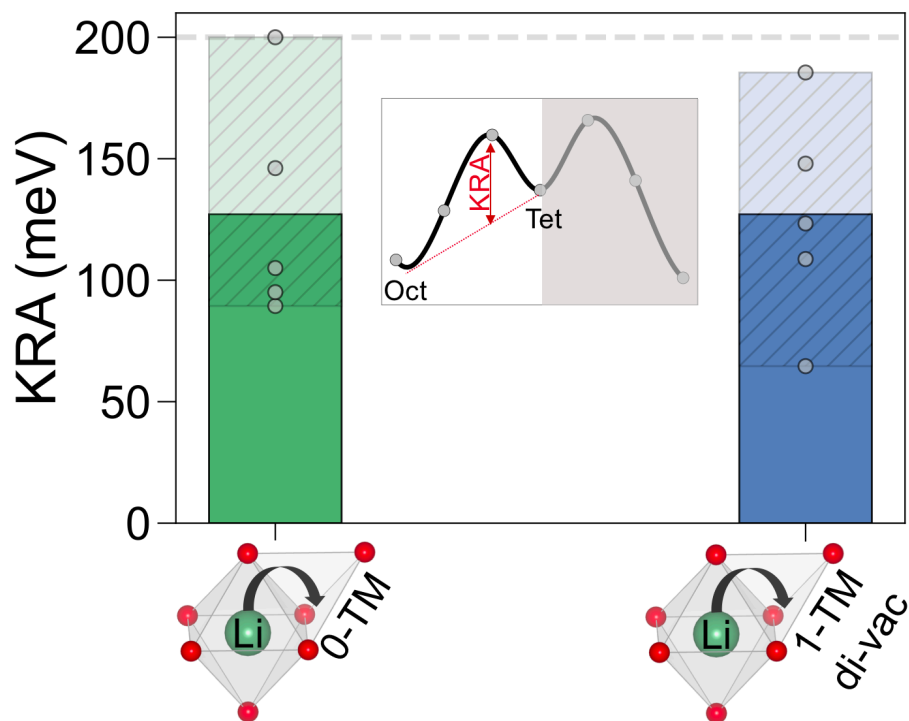 KRA (meV)
200
150
100
50
0
KRA
Oct
Tet
Li
0-TM
Li
1-TM
di-vac